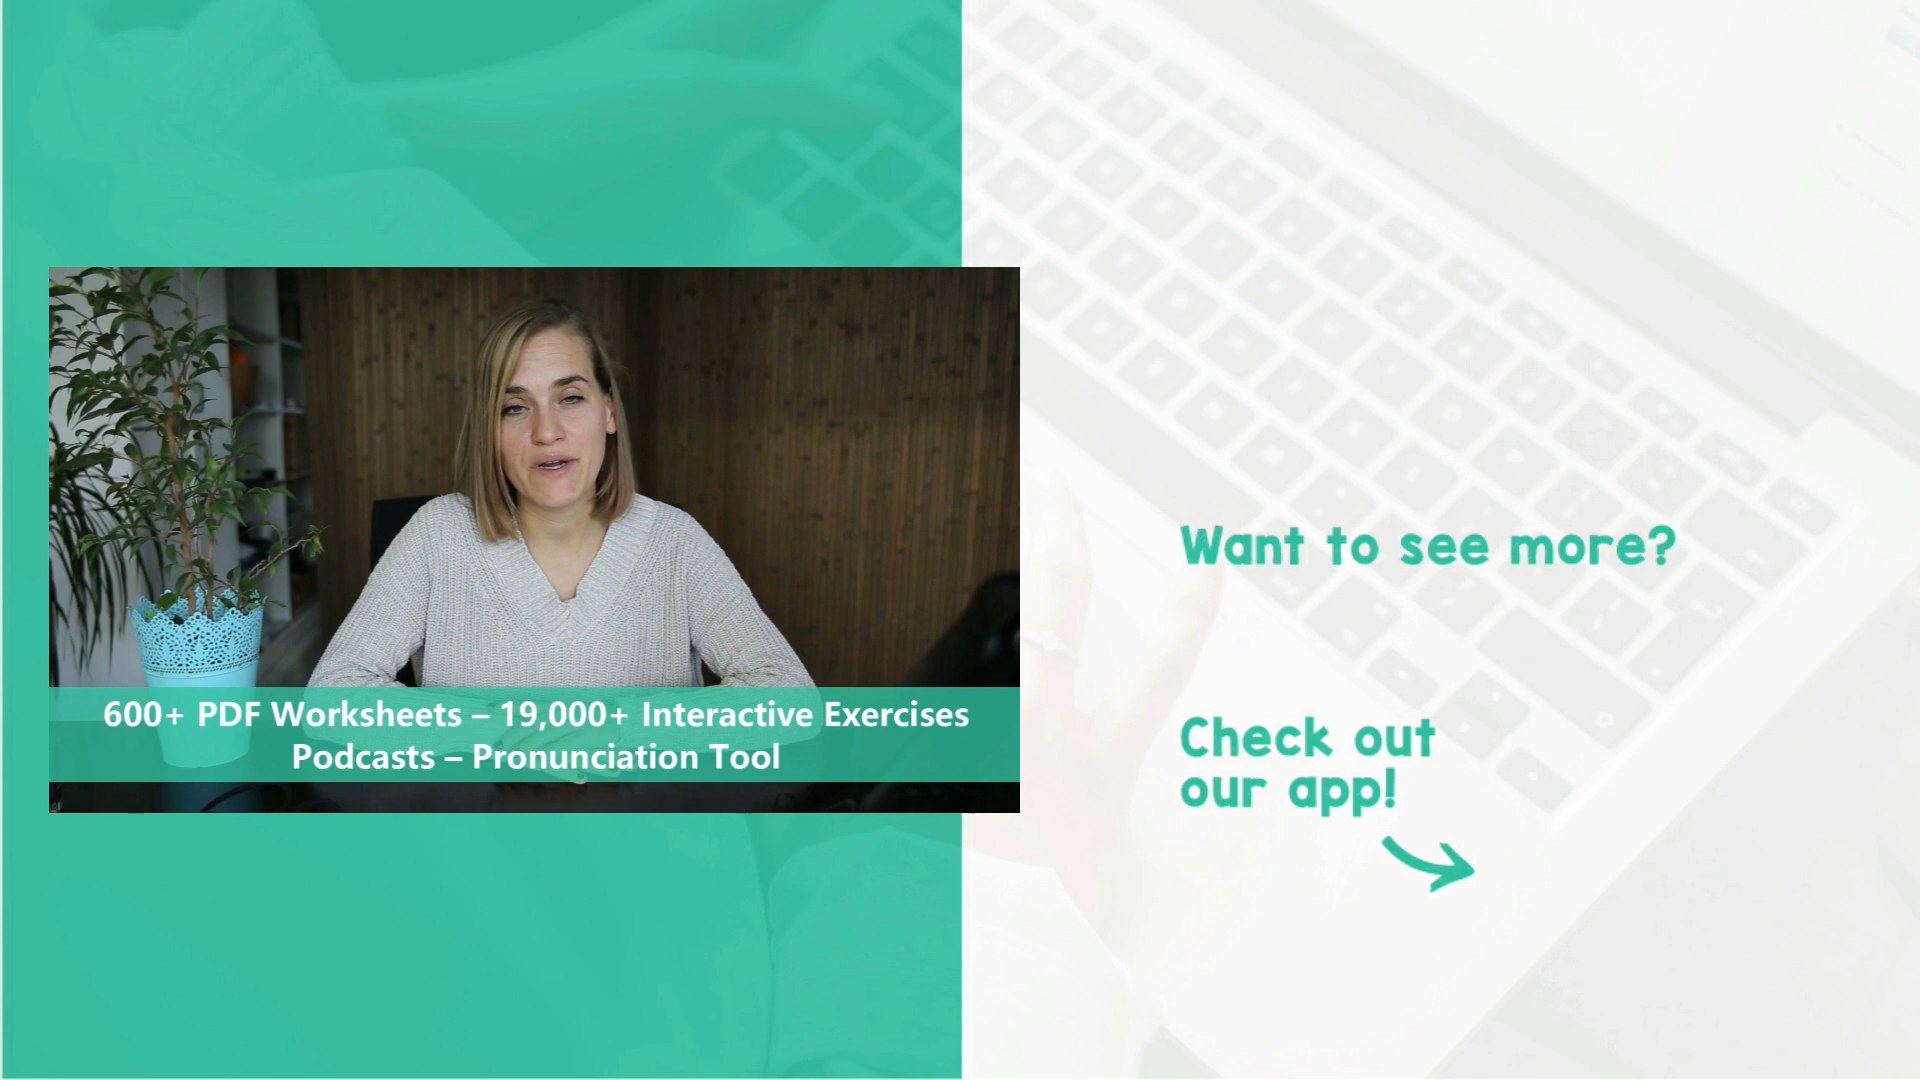 600+ PDF Worksheets – 19,000+ Interactive Exercises
Podcasts – Pronunciation Tool
Want to see more?
Check out
our app!